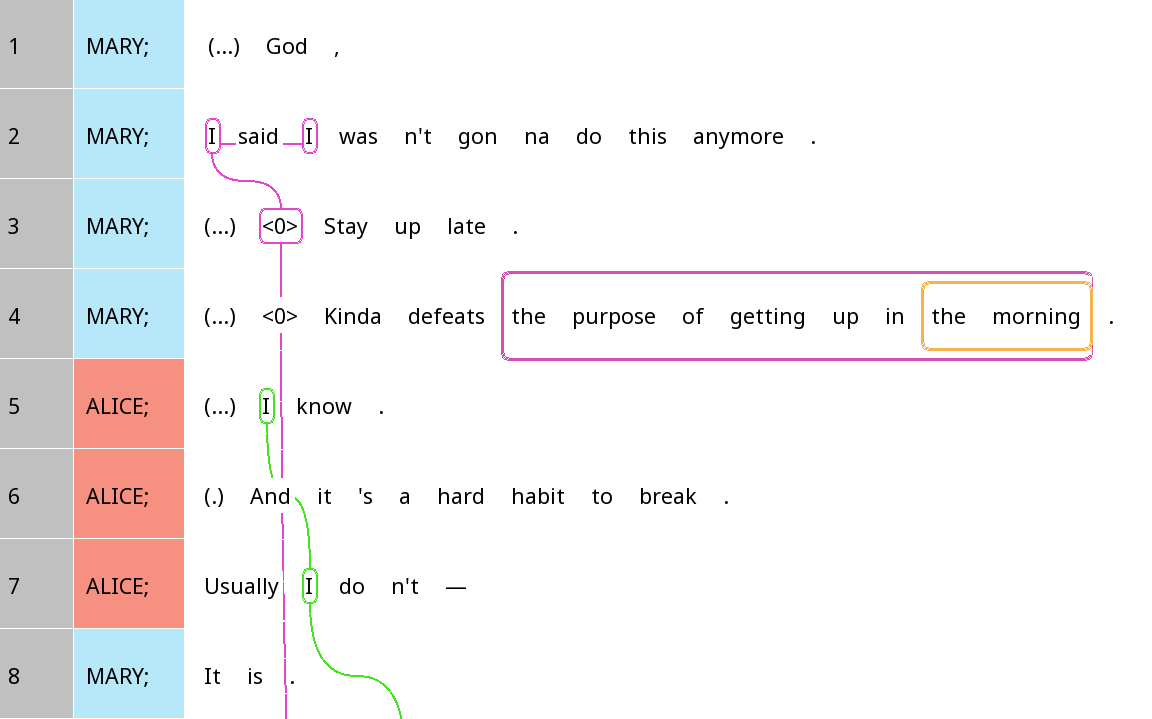 1 MARY; (...) God ,
2 MARY; I said I was n't gon na do this anymore .
3 MARY; (...) <0> Stay up late .
4 MARY; (...) <0> Kinda defeats the purpose of getting up in the morning .
5 ALICE; (...) I know .
6 ALICE; (.) And it 's a hard habit to break .
7 ALICE; Usually I do n't —
8 MARY; It is .